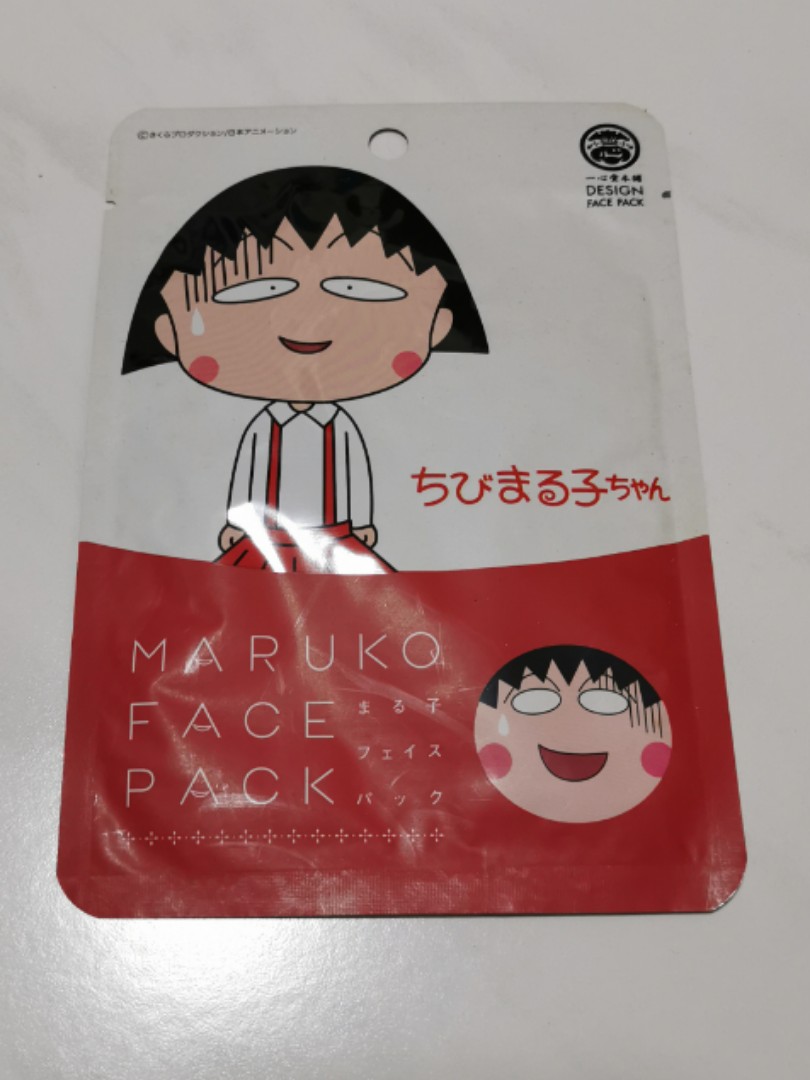 ©さくらプロダクション/日本アニメーション
一心堂本舗
DESIGN
FACE PACK
ちびまる子ちゃん
MARUKO
FACE まる子
フェイス
PACK パック